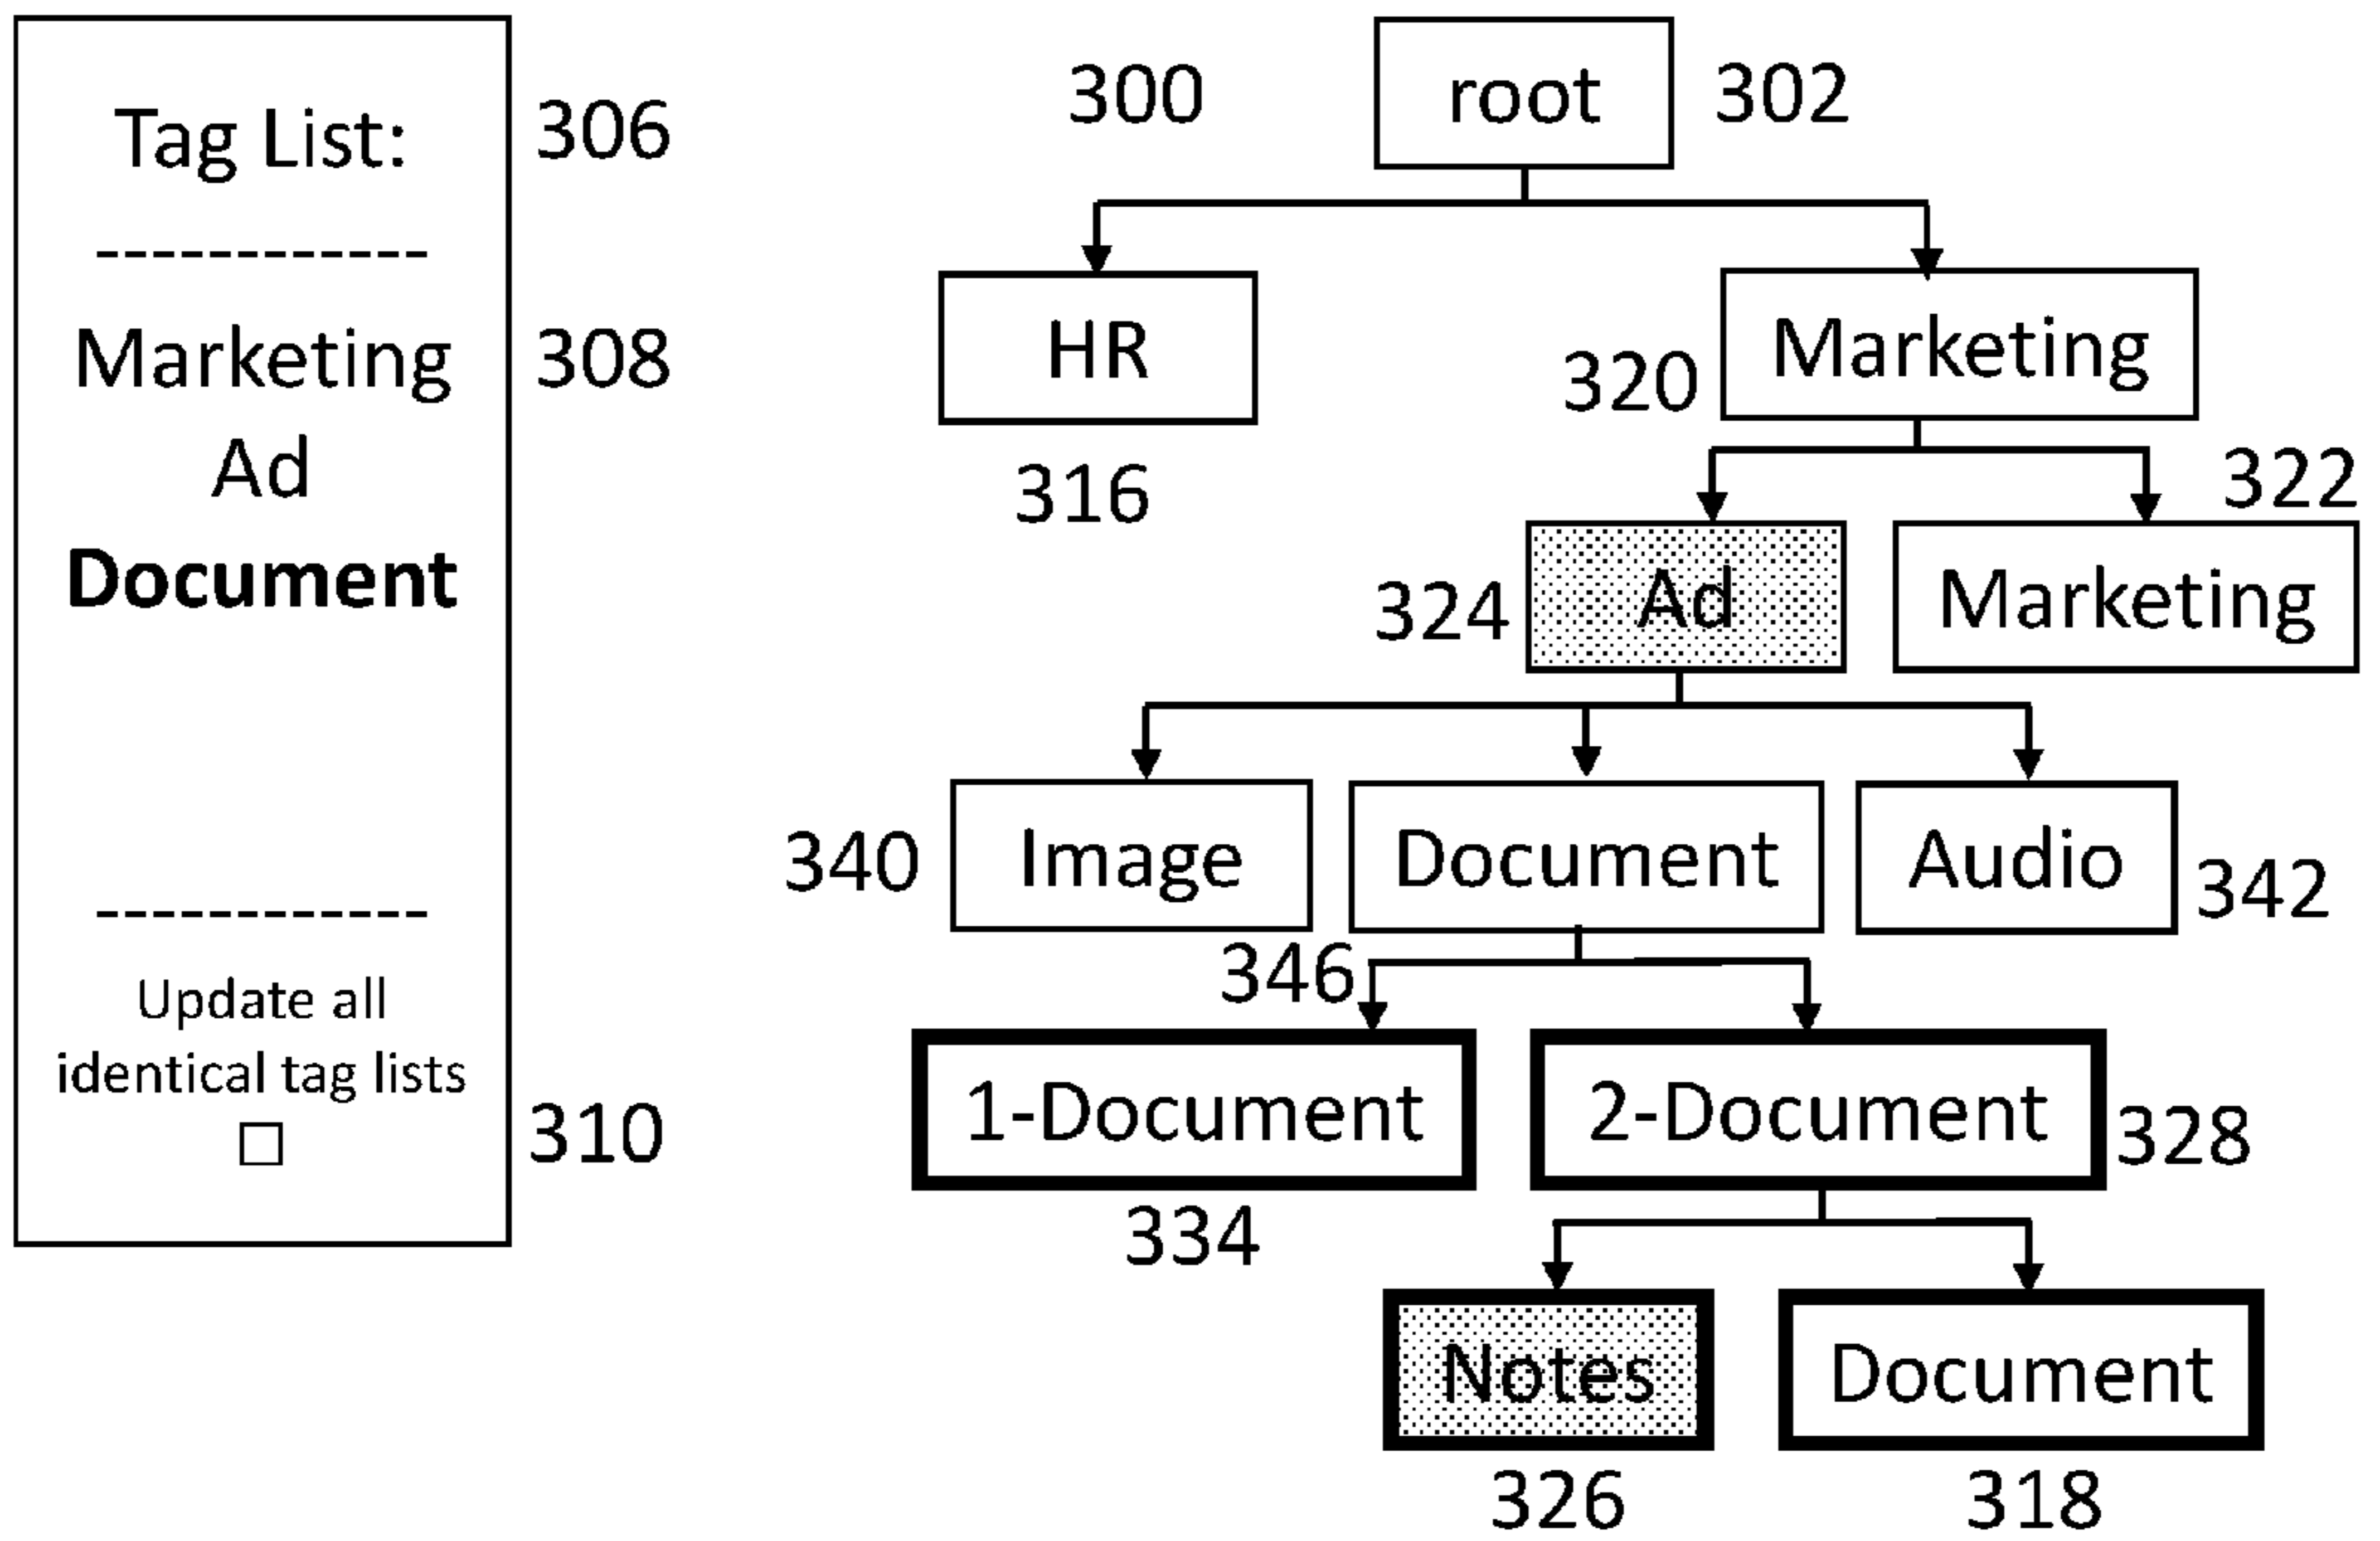 Tag List:
306
-------------
Marketing
308
Ad
Document
-------------
Update all
identical tag lists
310
300
root
302
HR
316
320
Marketing
322
324
Ad
Marketing
340
Image
Document
Audio
342
346
1-Document
334
2-Document
328
Notes
326
Document
318